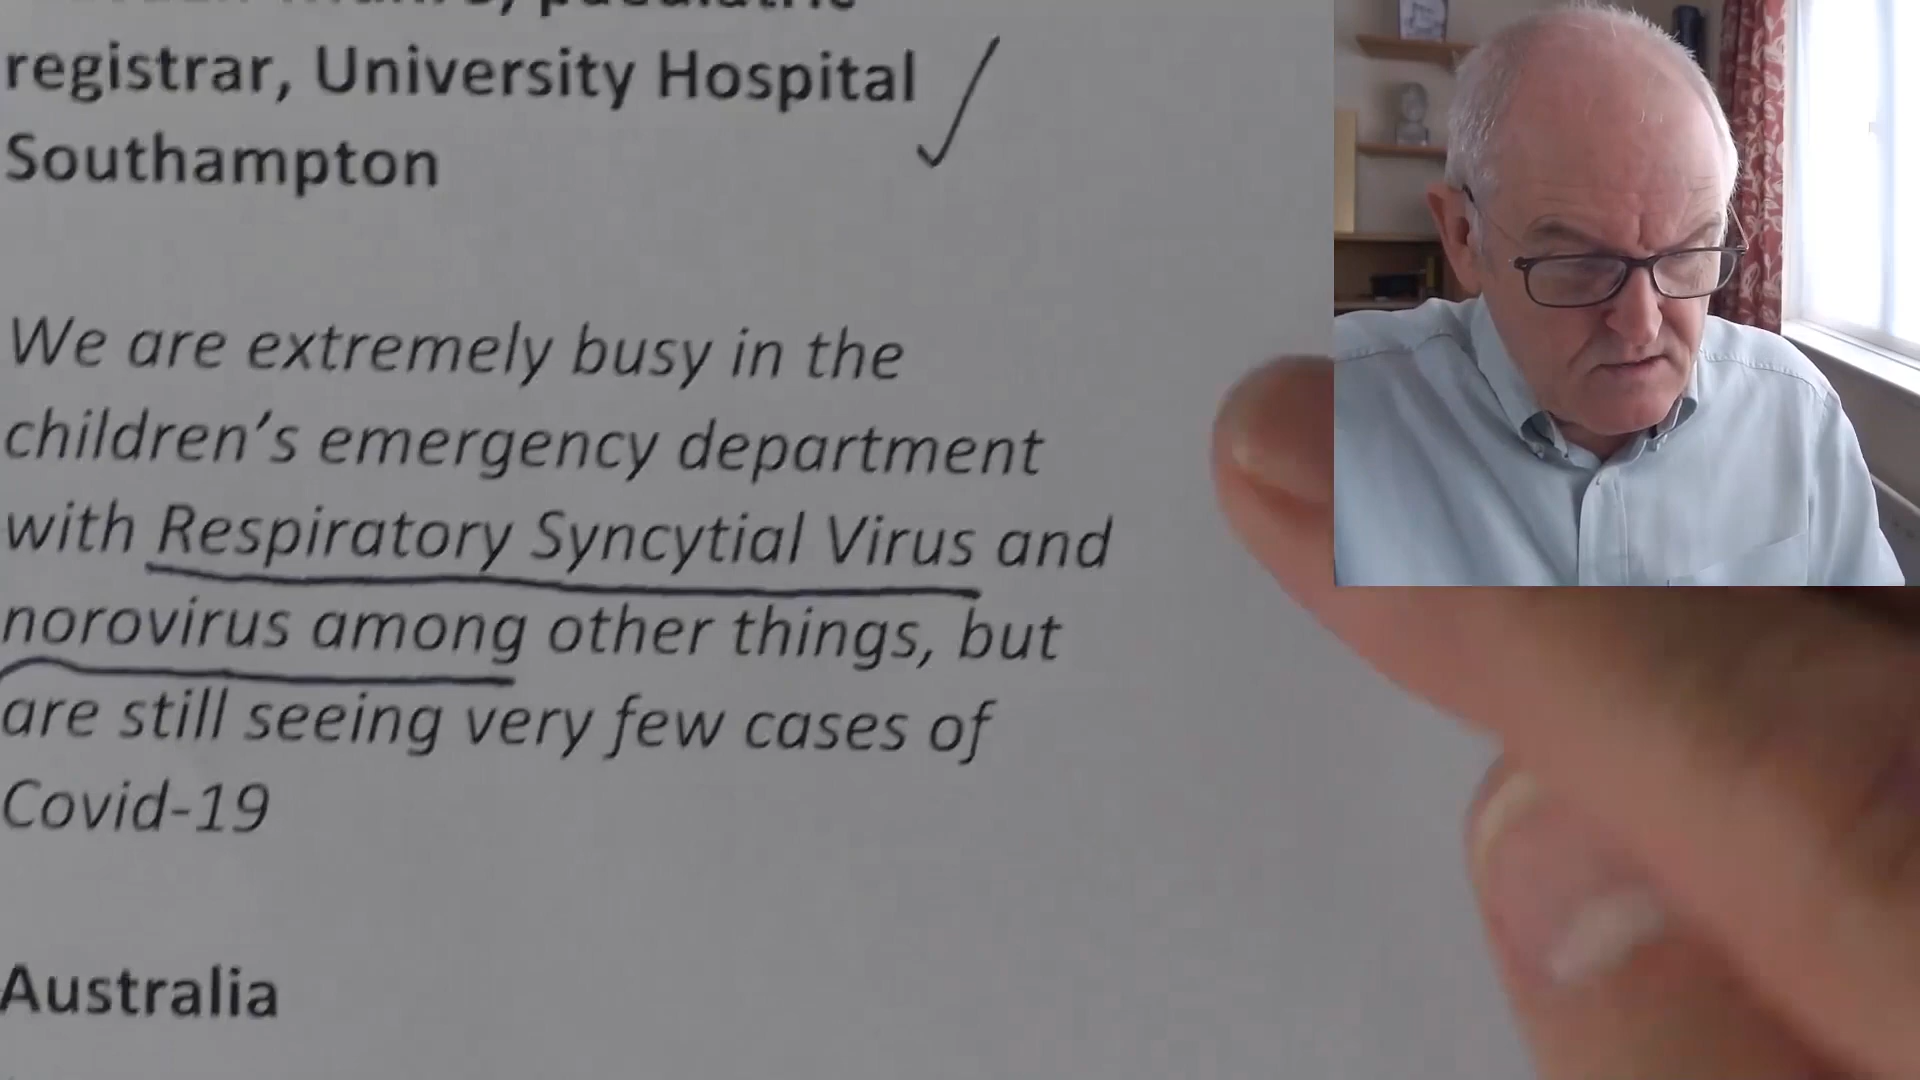 paediatric
registrar, University Hospital
Southampton
We are extremely busy in the
children’s emergency department
with Respiratory Syncytial Virus and
norovirus among other things, but
are still seeing very few cases of
Covid-19
Australia